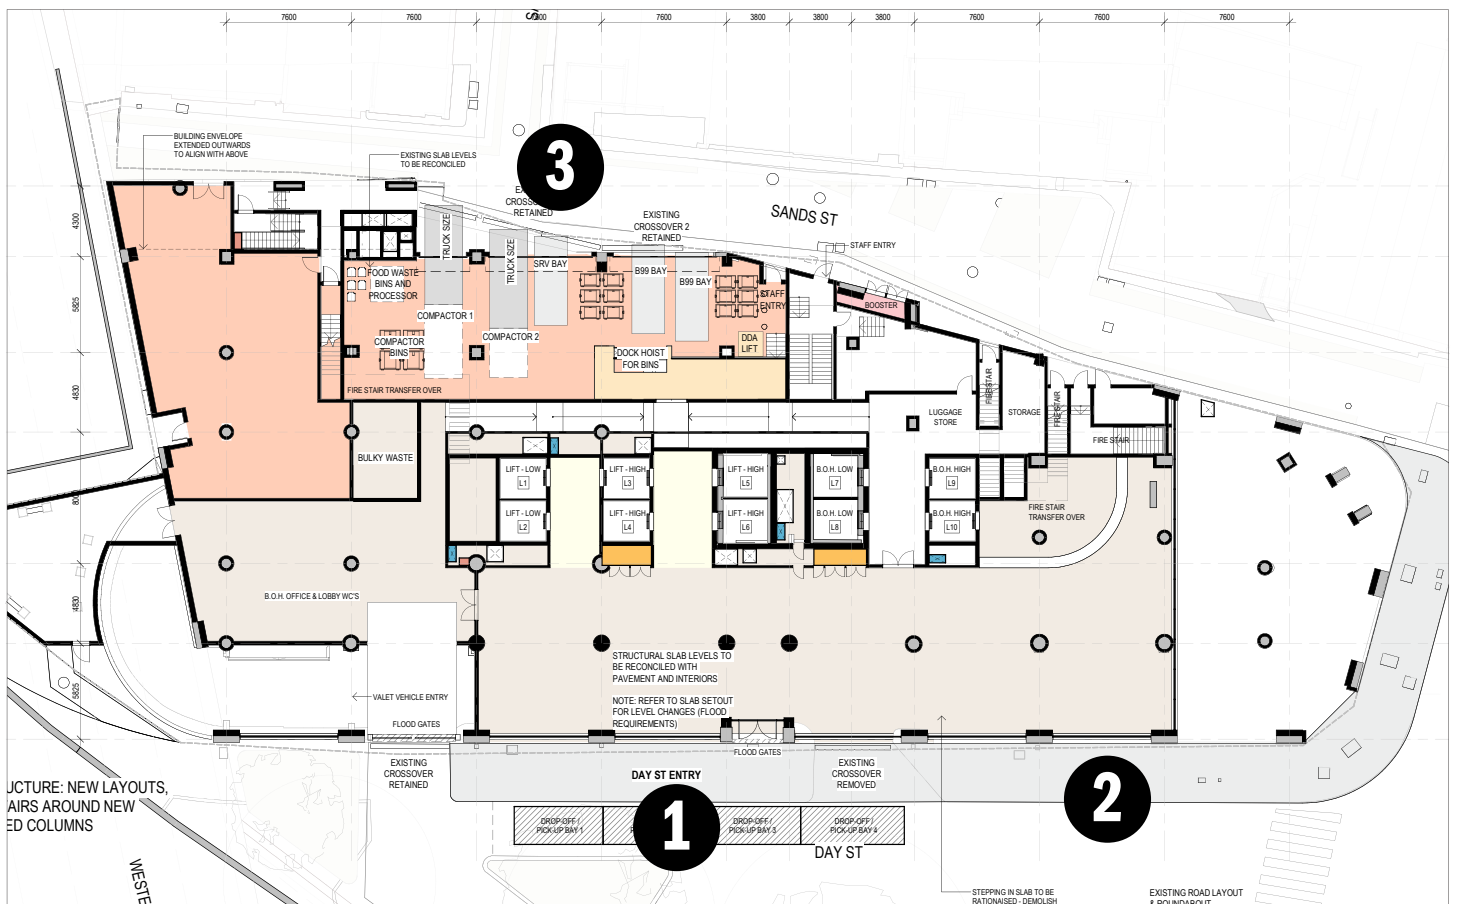 7600
7600
7600
3800
3800
3800
7600
7600
7600
3
BUILDING ENVELOPE
EXTENDED OUTWARDS
TO ALIGN WITH ABOVE
EXISTING SLAB LEVELS
TO BE RECONCILED
RETAINED
EXISTING
CROSSOVER 2
RETAINED
SANDS ST
STAFF ENTRY
4300
5825
4830
4830
5825
TRUCK SIZE
TRUCK SIZE
SRV BAY
B99 BAY
B99 BAY
FOOD WASTE
BINS AND
PROCESSOR
COMPACTOR 1
COMPACTOR 2
COMPACTOR
BINS
STAFF
ENTRY
BOOSTER
DDA
LIFT
DOCK HOIST
FOR BINS
FIRE STAIR TRANSFER OVER
FIRE STAIR
FIRE STAIR
FIRE STAIR
LUGGAGE
STORE
STORAGE
BULKY WASTE
LIFT - LOW
L1
LIFT - LOW
L2
LIFT - HIGH
L3
LIFT - HIGH
L4
LIFT - HIGH
L5
LIFT - HIGH
L6
B.O.H. LOW
L7
B.O.H. LOW
L8
B.O.H. HIGH
L9
B.O.H. HIGH
L10
FIRE STAIR
TRANSFER OVER
B.O.H. OFFICE & LOBBY WC'S
STRUCTURAL SLAB LEVELS TO
BE RECONCILED WITH
PAVEMENT AND INTERIORS
NOTE: REFER TO SLAB SETOUT
FOR LEVEL CHANGES (FLOOD
REQUIREMENTS)
VALET VEHICLE ENTRY
FLOOD GATES
FLOOD GATES
EXISTING
CROSSOVER
RETAINED
DAY ST ENTRY
EXISTING
CROSSOVER
REMOVED
1
2
DROP-OFF /
PICK-UP BAY 1
DROP-OFF /
PICK-UP BAY 3
DROP-OFF /
PICK-UP BAY 4
DAY ST
UCTURE: NEW LAYOUTS,
AIRS AROUND NEW
ED COLUMNS
WESTE
STEPPING IN SLAB TO BE
RATIONAISED - DEMOLISH
EXISTING ROAD LAYOUT
& ROUNDABOUT